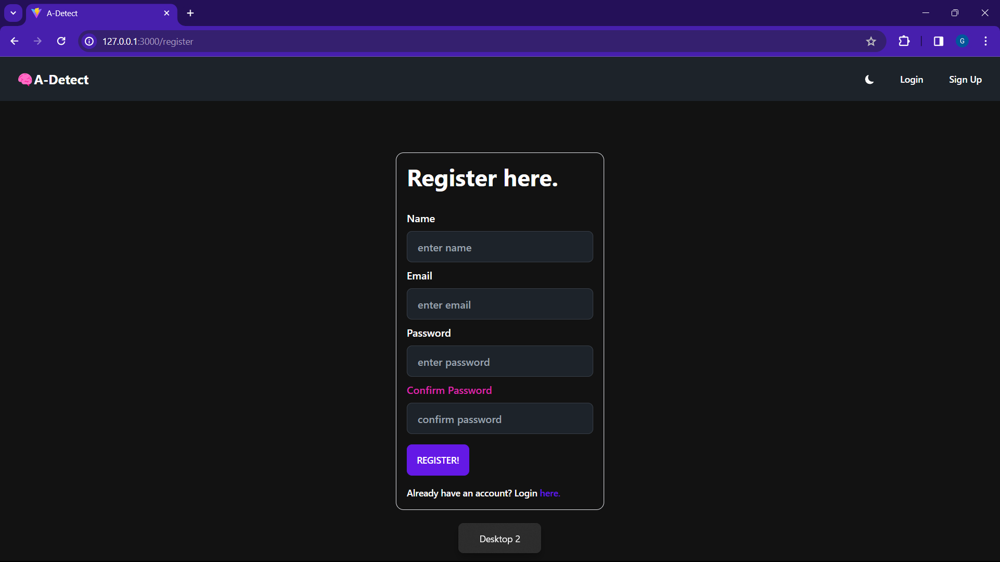 A-Detect
127.0.0.1:3000/register
G
A-Detect
Login
Sign Up
Register here.
Name
enter name
Email
enter email
Password
enter password
Confirm Password
confirm password
REGISTER!
Already have an account? Login here.
Desktop 2